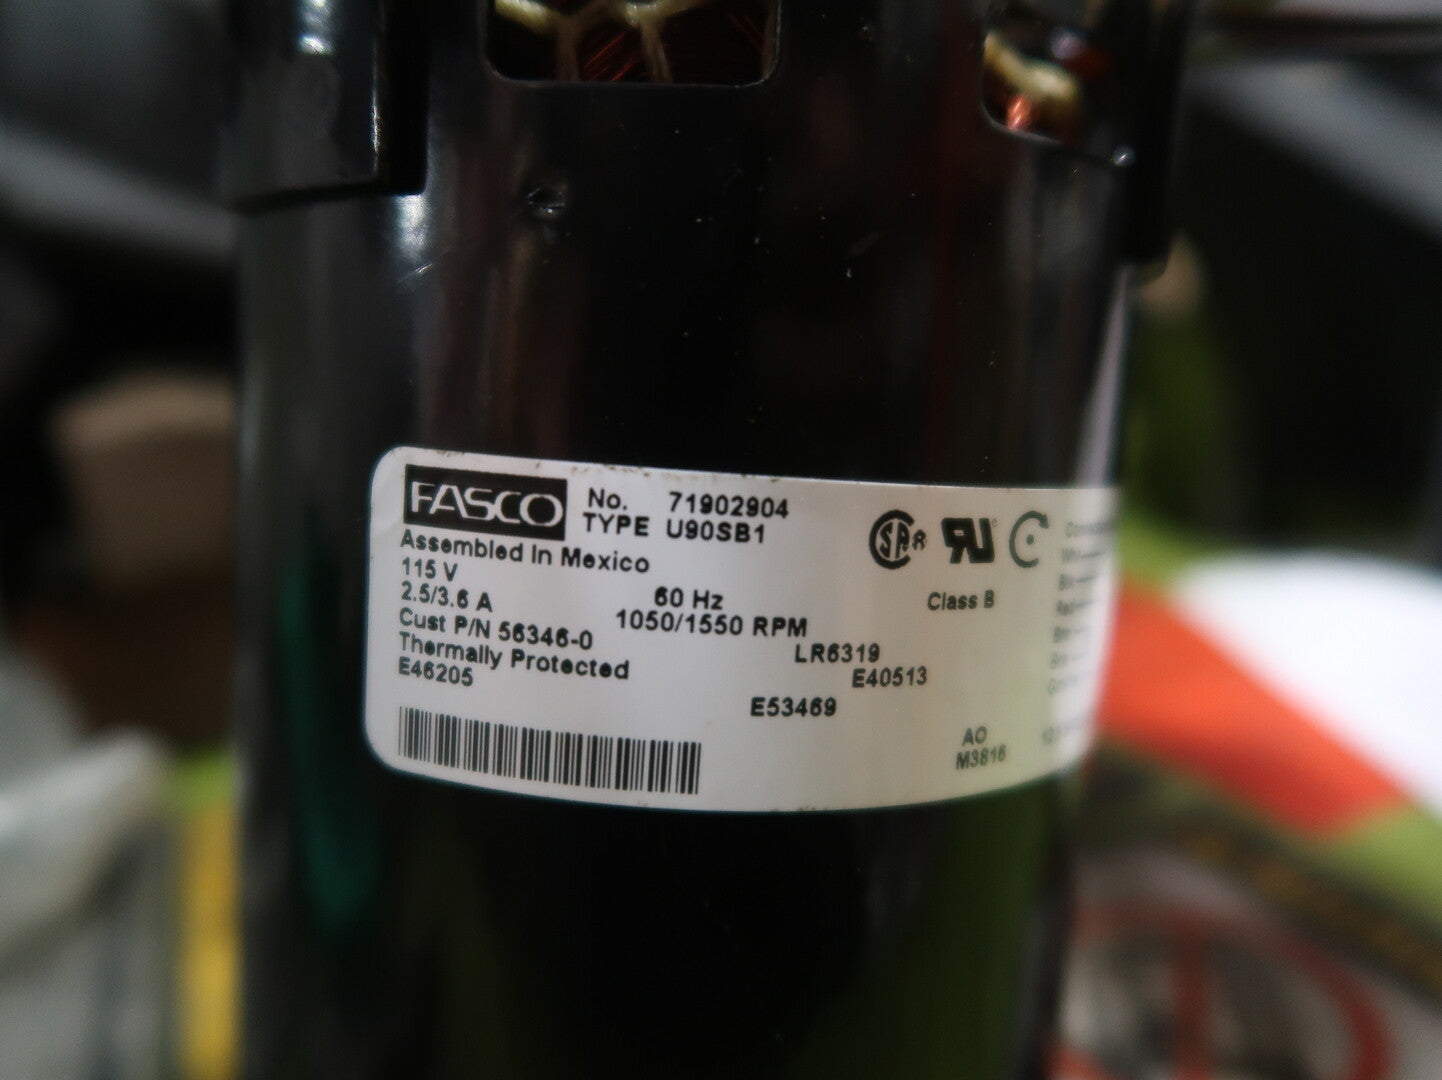 FASCO
No. 71902904
TYPE U90SB1
Assembled In Mexico
115 V
60 Hz
2.5/3.6 A
1050/1550 RPM
Cust P/N 56346-0
Thermally Protected
LR6319
E46205
E40513
E53469
Class B
AO
M3816